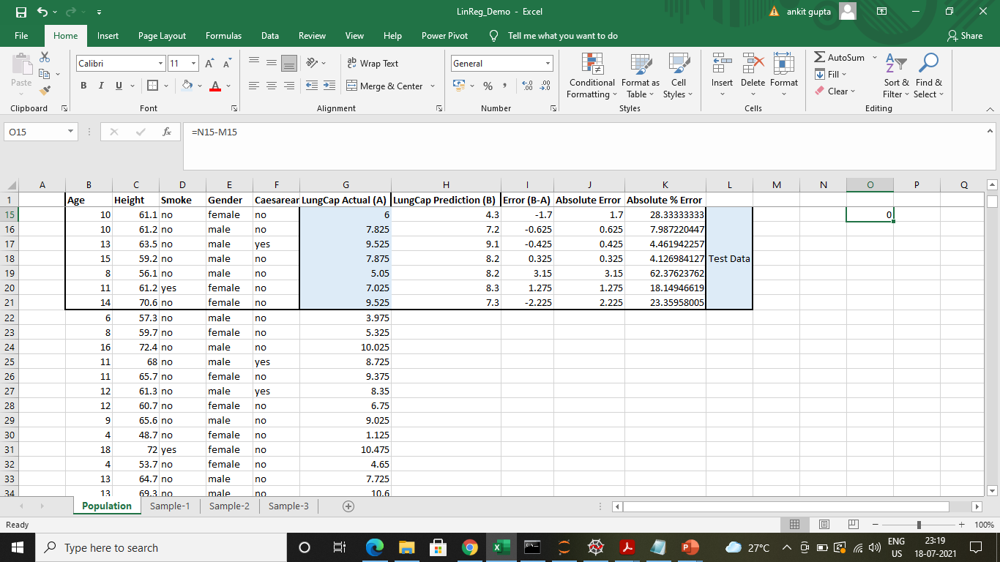 LinReg_Demo - Excel
ankit gupta
File Home Insert Page Layout Formulas Data Review View Help Power Pivot Tell me what you want to do Share
Paste
Calibri 11 A A
ab Wrap Text
General
Conditional Formatting
Format as Table
Cell Styles
Insert Delete Format
AutoSum
Fill
Clear
Sort & Filter
Find & Select
B I U A
Merge & Center
% ,
Clipboard Font Alignment Number Styles Cells Editing
O15 fx =N15-M15
A B C D E F G H I J K L M N O P Q
1 Age Height Smoke Gender Caesarear LungCap Actual (A) LungCap Prediction (B) Error (B-A) Absolute Error Absolute % Error
15 10 61.1 no female no 6 4.3 -1.7 1.7 28.33333333 0
16 10 61.2 no male no 7.825 7.2 -0.625 0.625 7.987220447
17 13 63.5 no male yes 9.525 9.1 -0.425 0.425 4.461942257
18 15 59.2 no male no 7.875 8.2 0.325 0.325 4.126984127 Test Data
19 8 56.1 no male no 5.05 8.2 3.15 3.15 62.37623762
20 11 61.2 yes female no 7.025 8.3 1.275 1.275 18.14946619
21 14 70.6 no female no 9.525 7.3 -2.225 2.225 23.35958005
22 6 57.3 no male no 3.975
23 8 59.7 no female no 5.325
24 16 72.4 no male no 10.025
25 11 68 no male yes 8.725
26 11 65.7 no female no 9.375
27 12 61.3 no male yes 8.35
28 12 60.7 no female no 6.75
29 9 65.6 no male no 9.025
30 4 48.7 no female no 1.125
31 18 72 yes female no 10.475
32 4 53.7 no female no 4.65
33 13 64.7 no male no 7.725
34 13 69.3 no male no 10.6
Population Sample-1 Sample-2 Sample-3
Ready 100%
Type here to search
27°C
ENG
US
23:19
18-07-2021